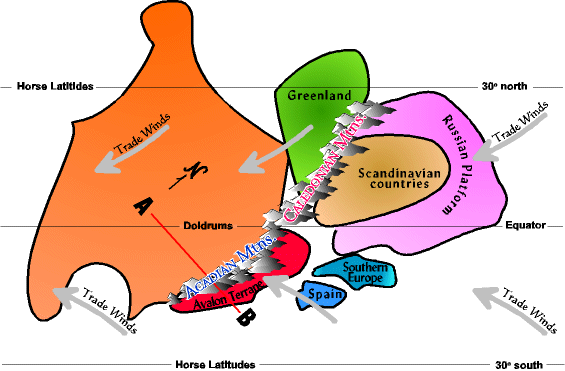 Horse Latitides
30° north
Greenland
Trade Winds
Trade Winds
CALEDONIAN Mtns.
Russian Platform
Scandinavian
countries
N
A
Doldrums
Equator
ACADIAN Mtns.
Southern
Europe
Avalon Terrane
Spain
Trade Winds
Trade Winds
B
Horse Latitudes
30° south